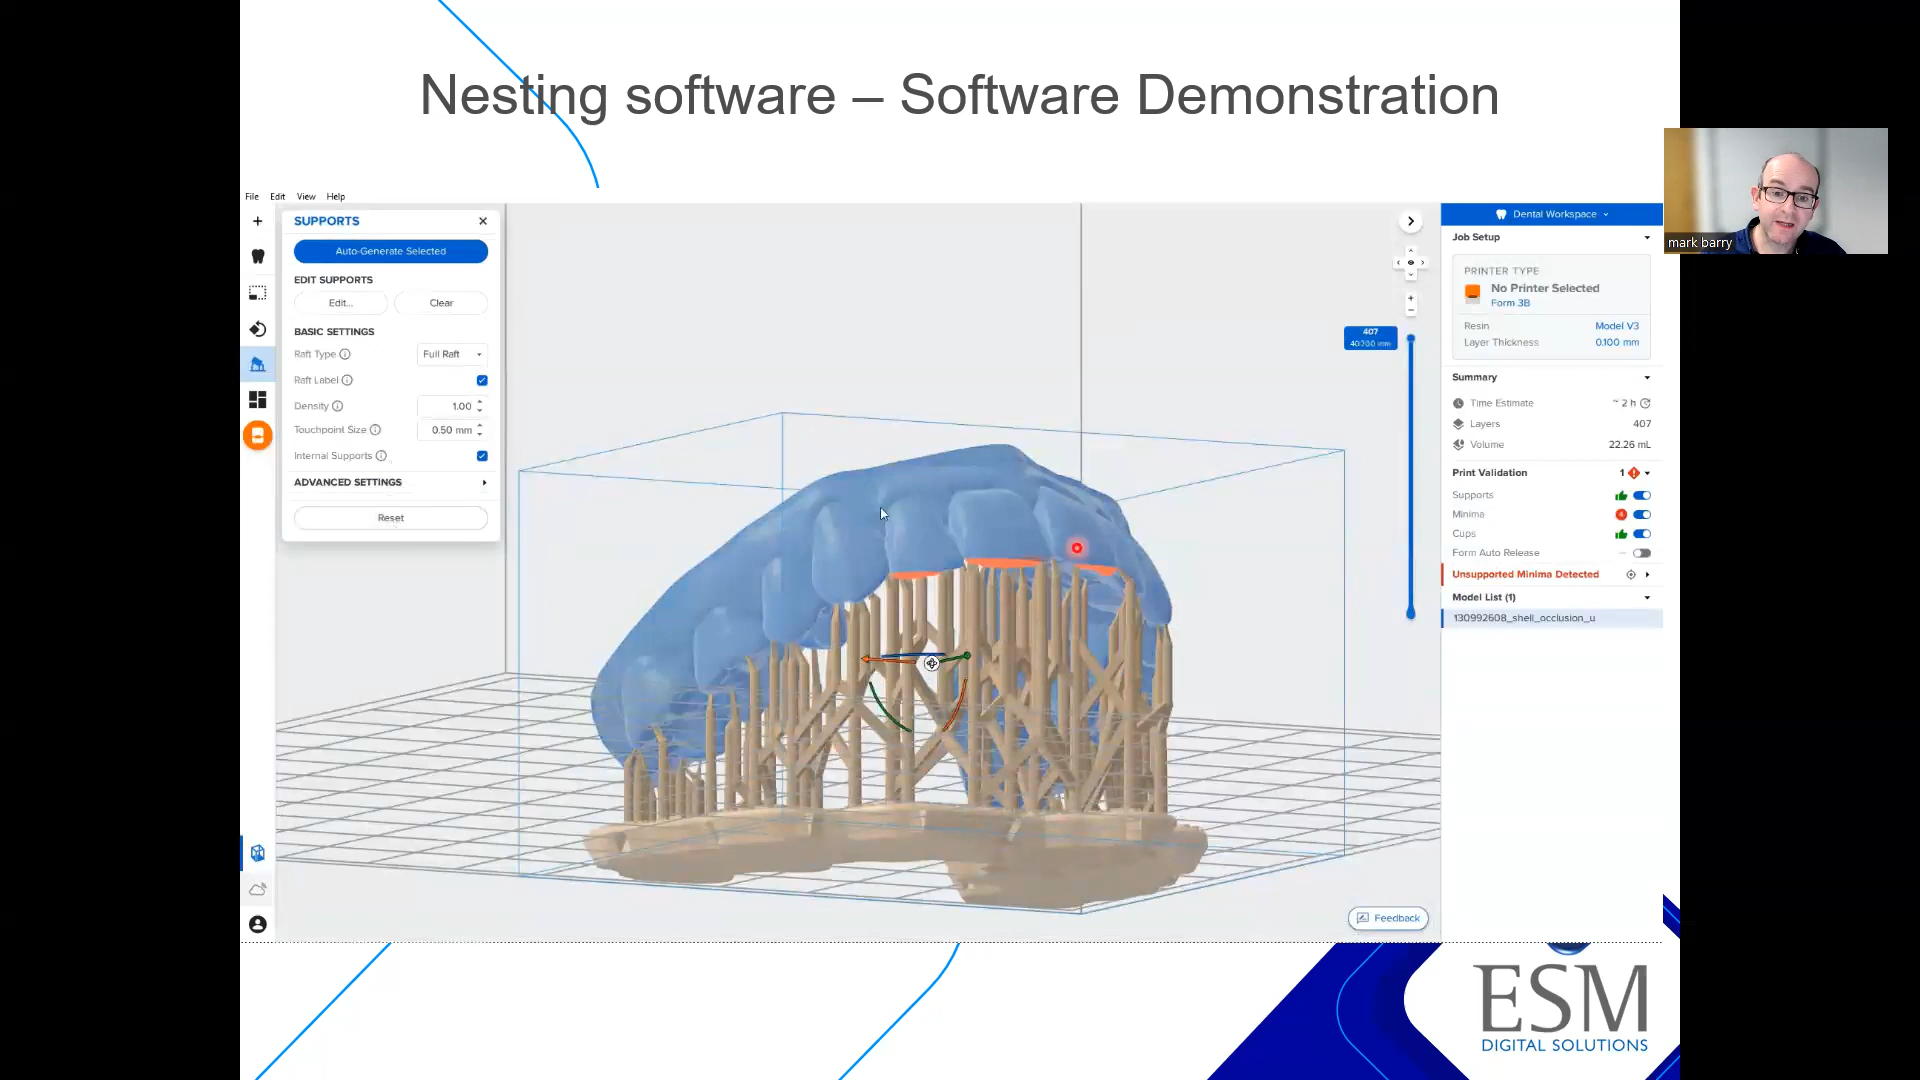 Nesting software – Software Demonstration
mark barry
File Edit View Help
SUPPORTS
Auto-Generate Selected
EDIT SUPPORTS
Edit... Clear
BASIC SETTINGS
Raft Type Full Raft
Raft Label
Density 1.00
Touchpoint Size 0.50 mm
Internal Supports
ADVANCED SETTINGS
Reset
407
40.700 mm
Dental Workspace
Job Setup
PRINTER TYPE
No Printer Selected
Form 3B
Resin Model V3
Layer Thickness 0.100 mm
Summary
Time Estimate ~ 2 h
Layers 407
Volume 22.26 mL
Print Validation 1
Supports
Minima 4
Cups
Form Auto Release
Unsupported Minima Detected
Model List (1)
130992608_shell_occlusion_u
Feedback
ESM
DIGITAL SOLUTIONS